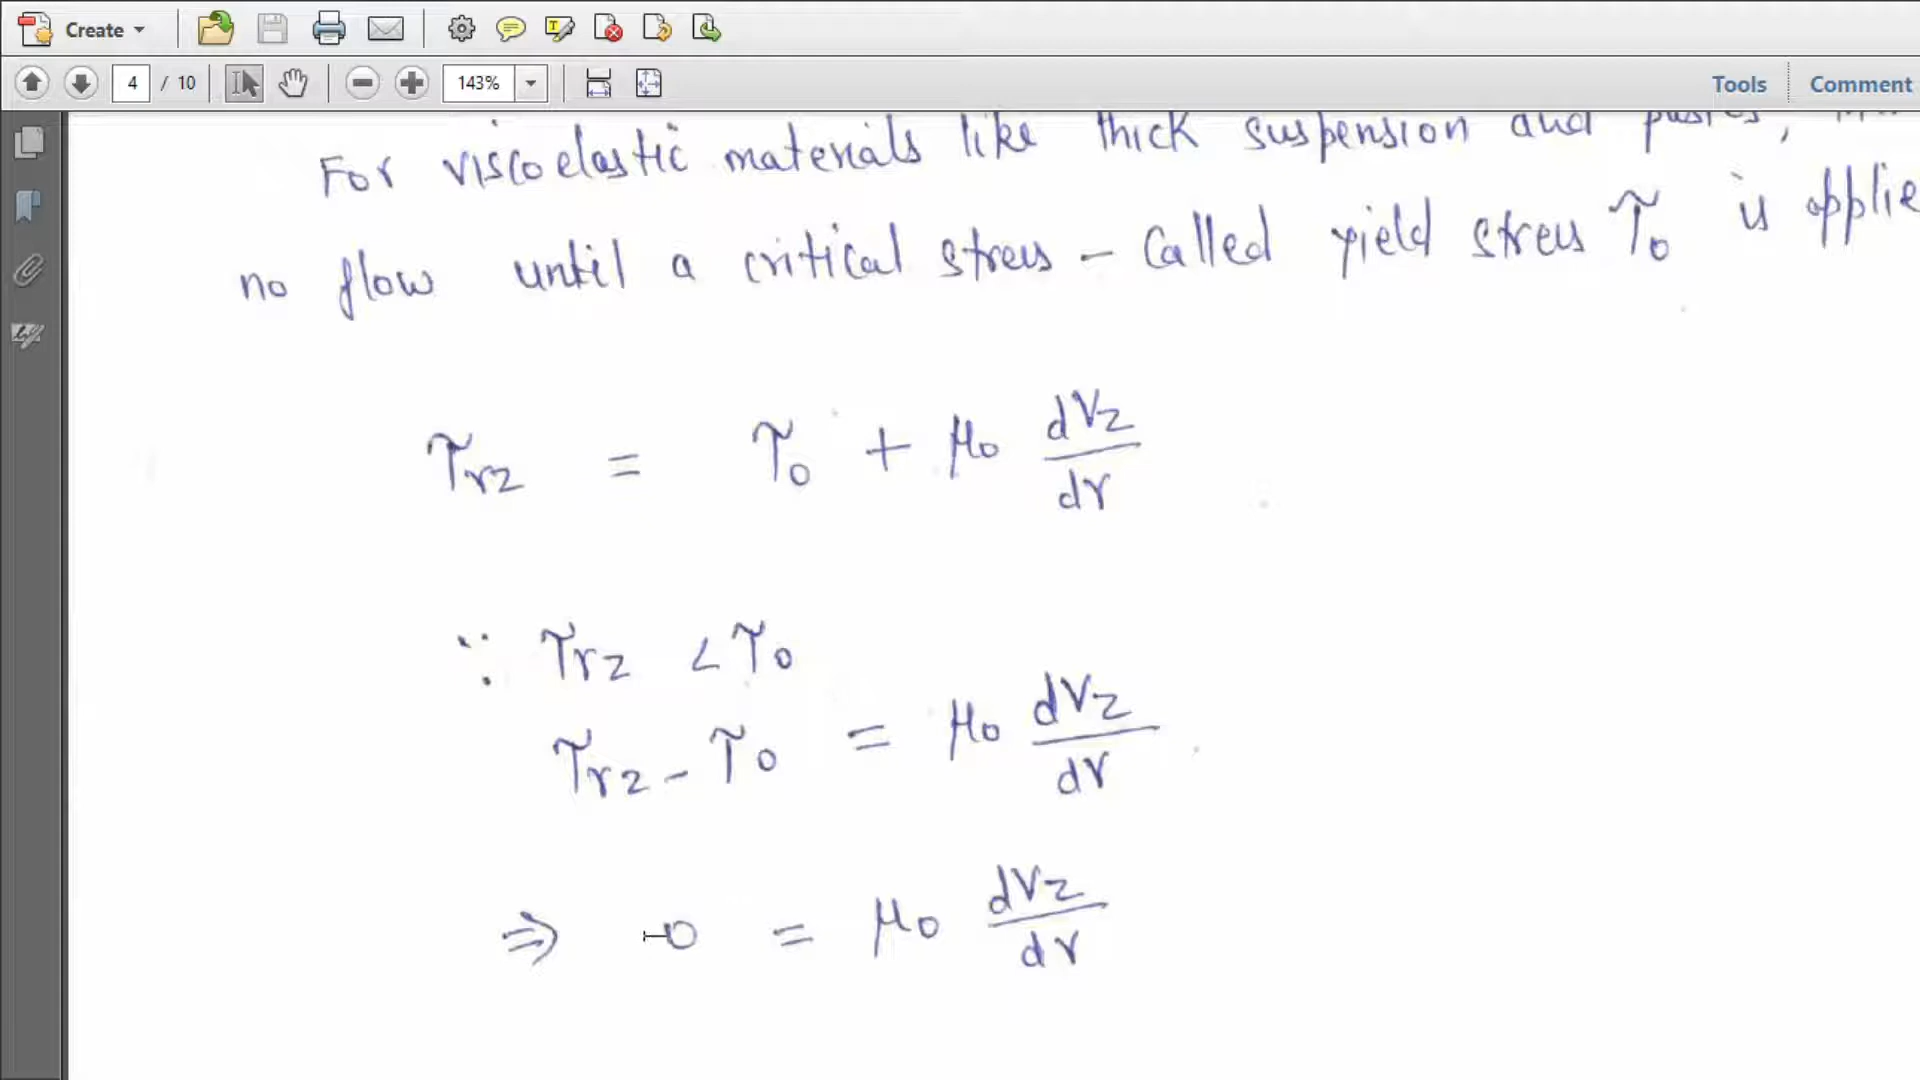 Create
4 / 10 143% Tools Comment
For viscoelastic materials like thick suspension and pastes,
no flow until a critical stress - called yield stress τ₀ is applie
τrz = τ₀ + μ₀ dVz/dr
∵ τrz < τ₀
τrz - τ₀ = μ₀ dVz/dr
⇒ 0 = μ₀ dVz/dr